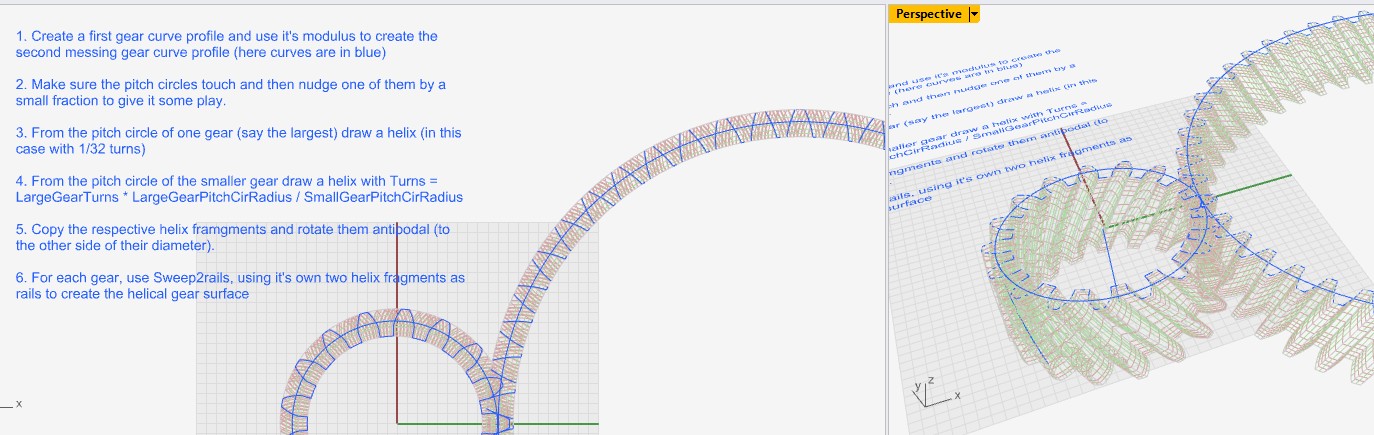 1. Create a first gear curve profile and use it's modulus to create the
second messing gear curve profile (here curves are in blue)
2. Make sure the pitch circles touch and then nudge one of them by a
small fraction to give it some play.
3. From the pitch circle of one gear (say the largest) draw a helix (in this
case with 1/32 turns)
4. From the pitch circle of the smaller gear draw a helix with Turns =
LargeGearTurns * LargeGearPitchCirRadius / SmallGearPitchCirRadius
5. Copy the respective helix framgments and rotate them antipodal (to
the other side of their diameter).
6. For each gear, use Sweep2rails, using it's own two helix fragments as
rails to create the helical gear surface
x
Perspective
and use it's modulus to create the
(here curves are in blue)
ch and then nudge one of them by a
ar (say the largest) draw a helix (in this
aller gear draw a helix with Turns =
chCirRadius / SmallGearPitchCirRadius
ngments and rotate them antipodal (to
ails, using it's own two helix fragments as
urface
y z
x